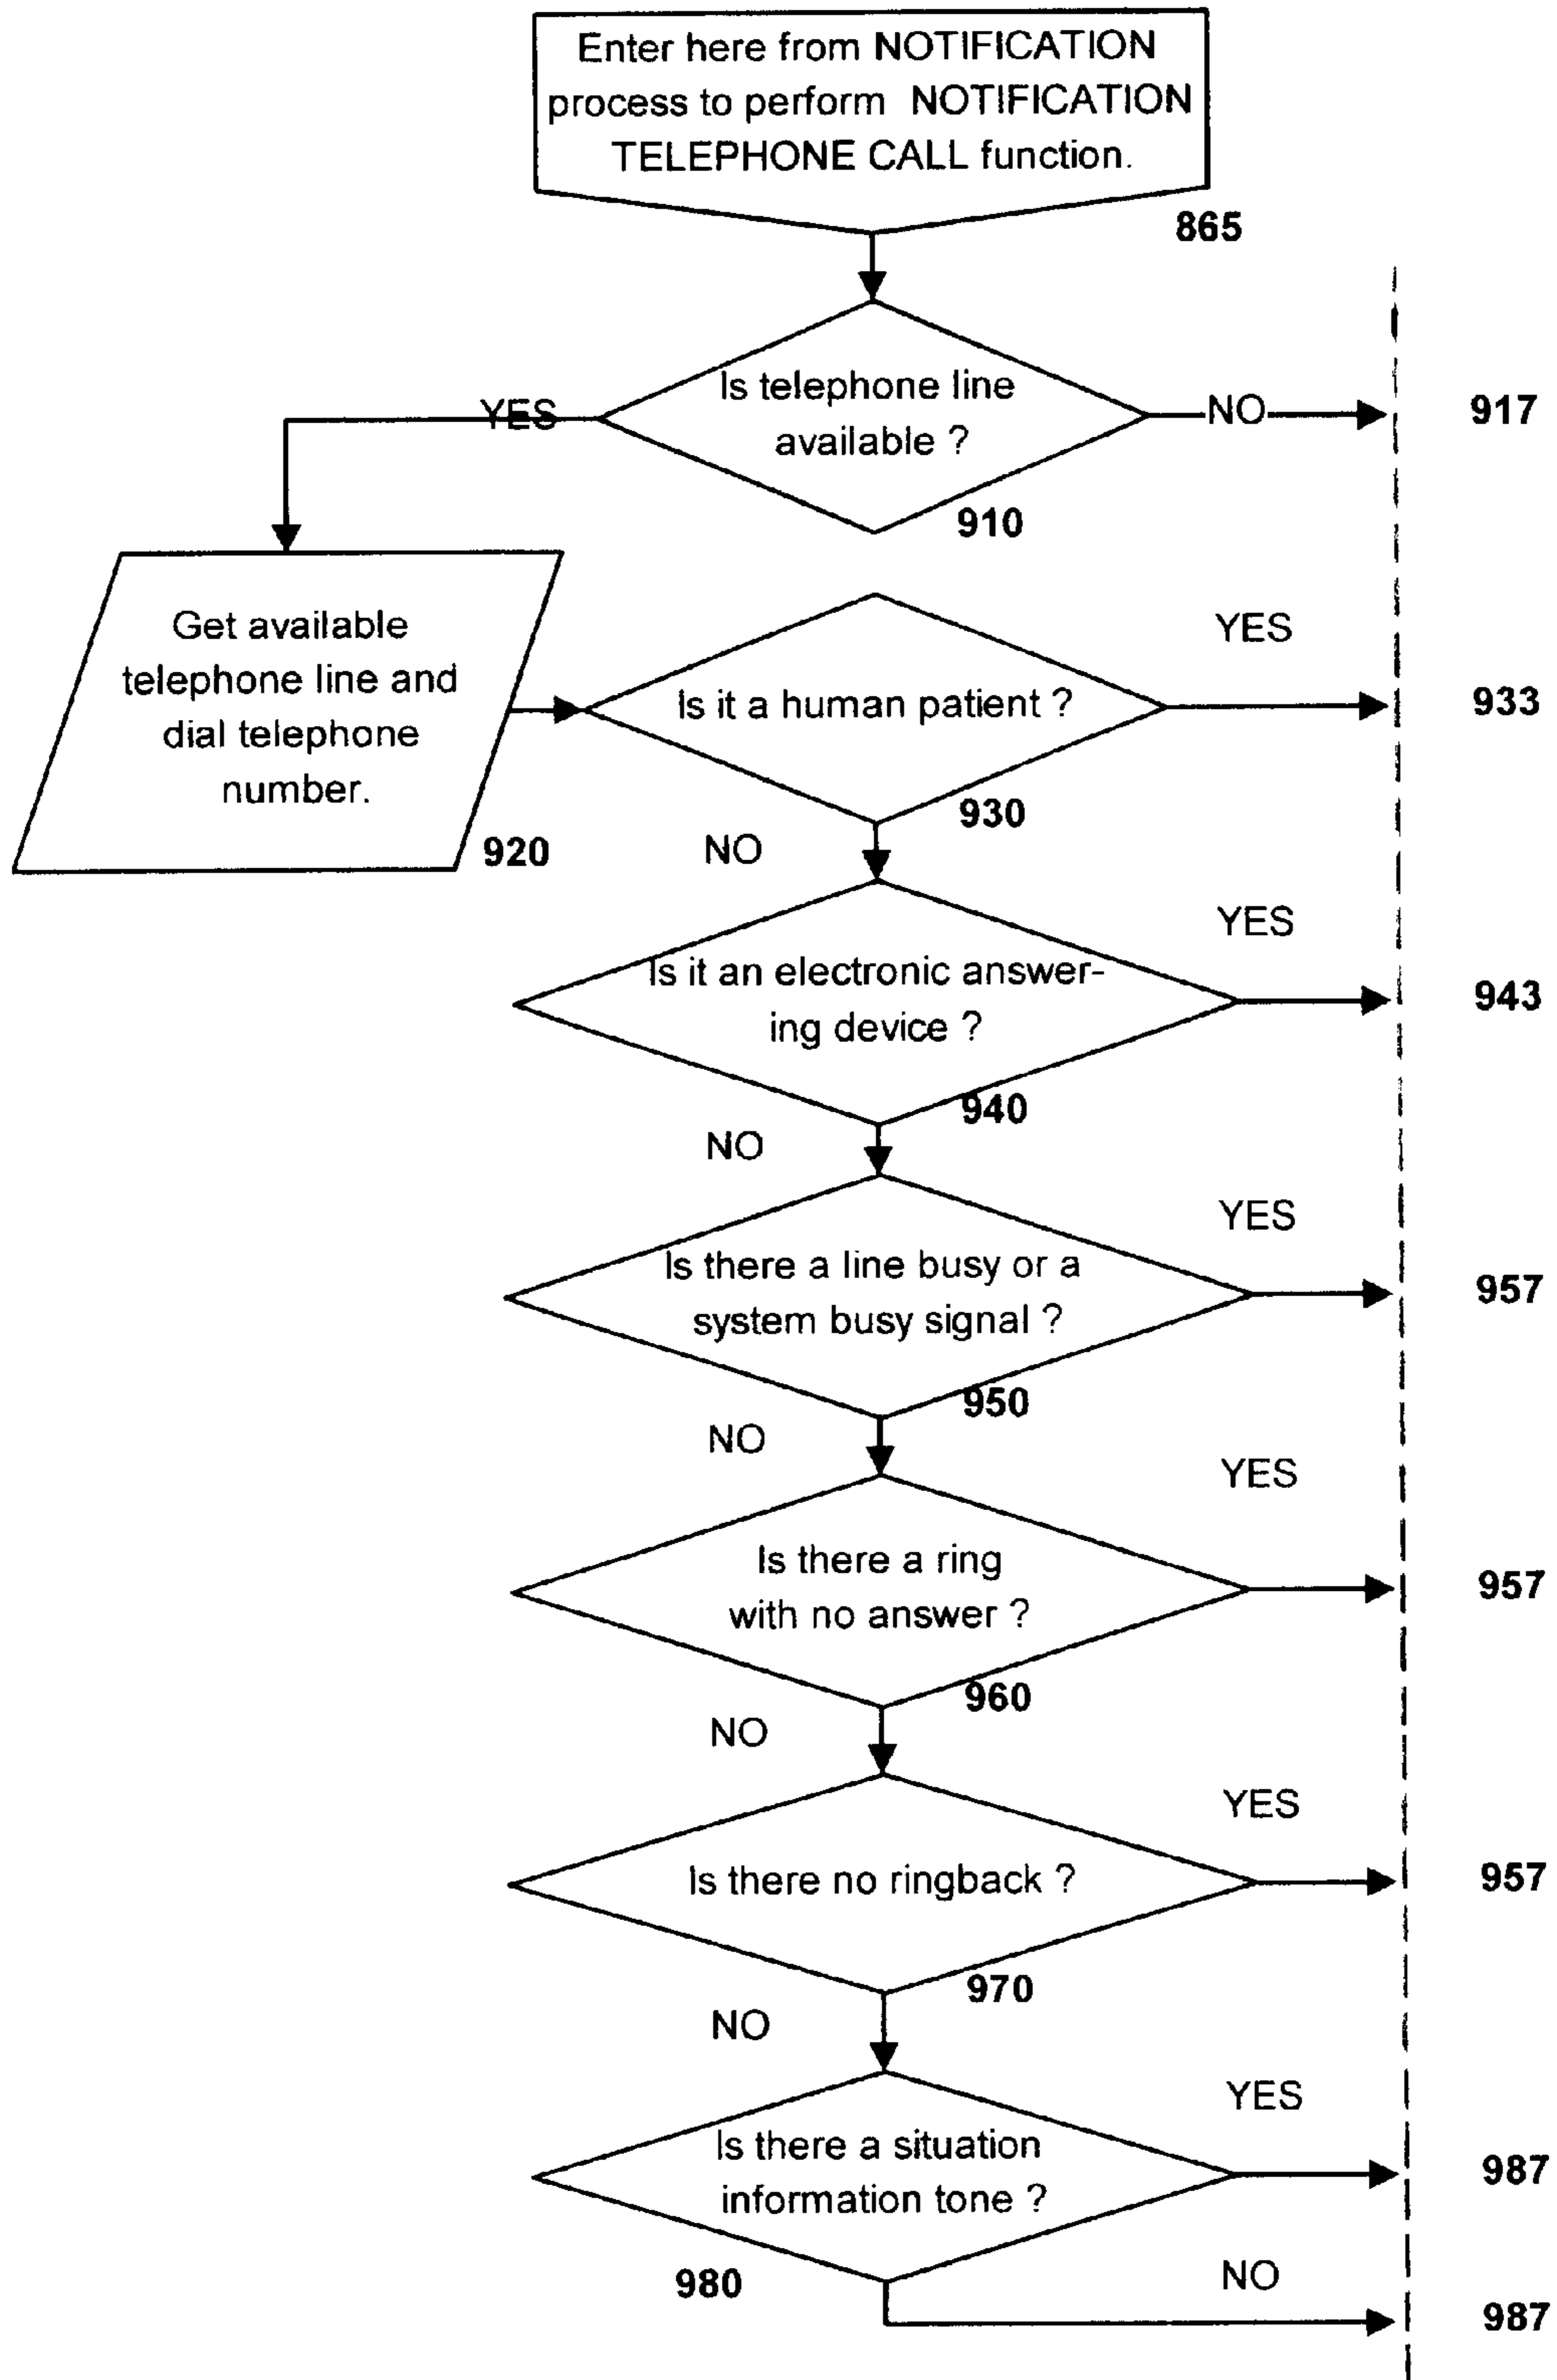 Enter here from NOTIFICATION
process to perform NOTIFICATION
TELEPHONE CALL function.
865
Is telephone line
available ?
YES
NO
917
910
Get available
telephone line and
dial telephone
number.
920
Is it a human patient ?
YES
933
930
NO
Is it an electronic answer-
ing device ?
YES
943
940
NO
Is there a line busy or a
system busy signal ?
YES
957
950
NO
Is there a ring
with no answer ?
YES
957
960
NO
Is there no ringback ?
YES
957
970
NO
Is there a situation
information tone ?
YES
987
980
NO
987